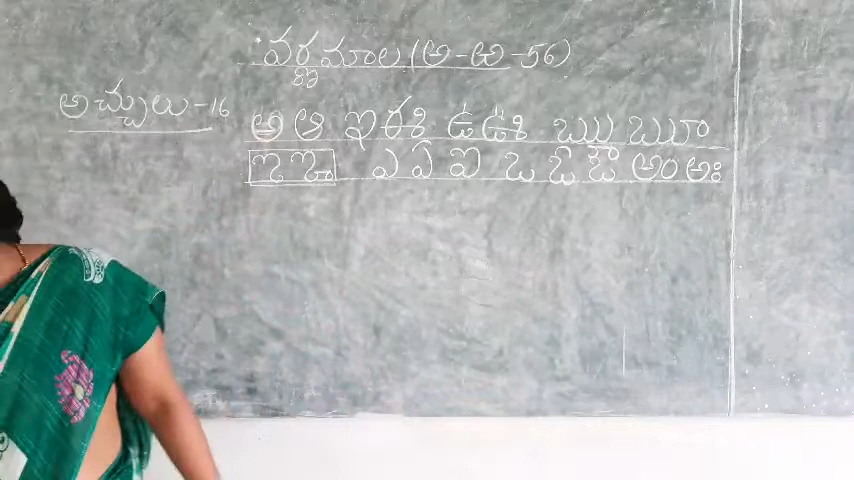 వర్ణమాల (అ-ఱ-56)
అచ్చులు-16
అ ఆ ఇ ఈ ఉ ఊ ఋ ౠ
ఌ ౡ ఎ ఏ ఐ ఒ ఓ ఔ అం అః